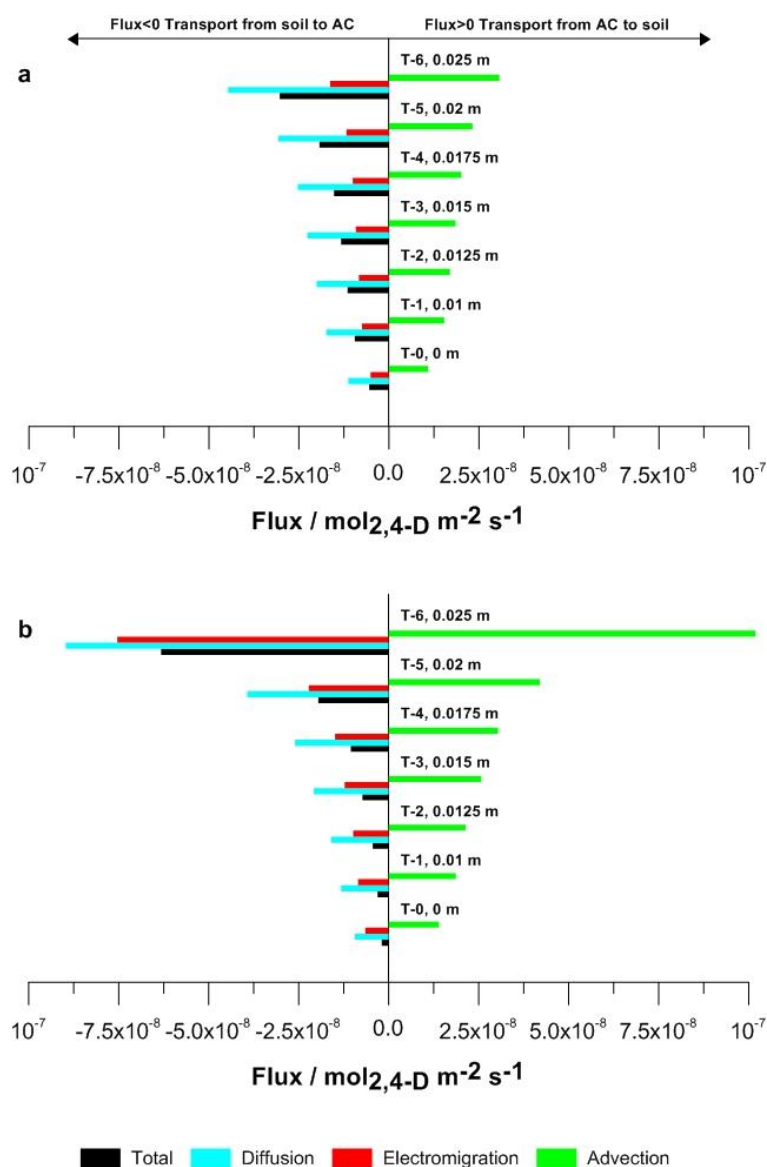 Flux<0 Transport from soil to AC Flux>0 Transport from AC to soil
a
T-6, 0.025 m
T-5, 0.02 m
T-4, 0.0175 m
T-3, 0.015 m
T-2, 0.0125 m
T-1, 0.01 m
T-0, 0 m
10⁻⁷ -7.5x10⁻⁸ -5.0x10⁻⁸ -2.5x10⁻⁸ 0.0 2.5x10⁻⁸ 5.0x10⁻⁸ 7.5x10⁻⁸ 10⁻⁷
Flux / mol₂,₄₋D m⁻² s⁻¹
b
T-6, 0.025 m
T-5, 0.02 m
T-4, 0.0175 m
T-3, 0.015 m
T-2, 0.0125 m
T-1, 0.01 m
T-0, 0 m
10⁻⁷ -7.5x10⁻⁸ -5.0x10⁻⁸ -2.5x10⁻⁸ 0.0 2.5x10⁻⁸ 5.0x10⁻⁸ 7.5x10⁻⁸ 10⁻⁷
Flux / mol₂,₄₋D m⁻² s⁻¹
Total Diffusion Electromigration Advection